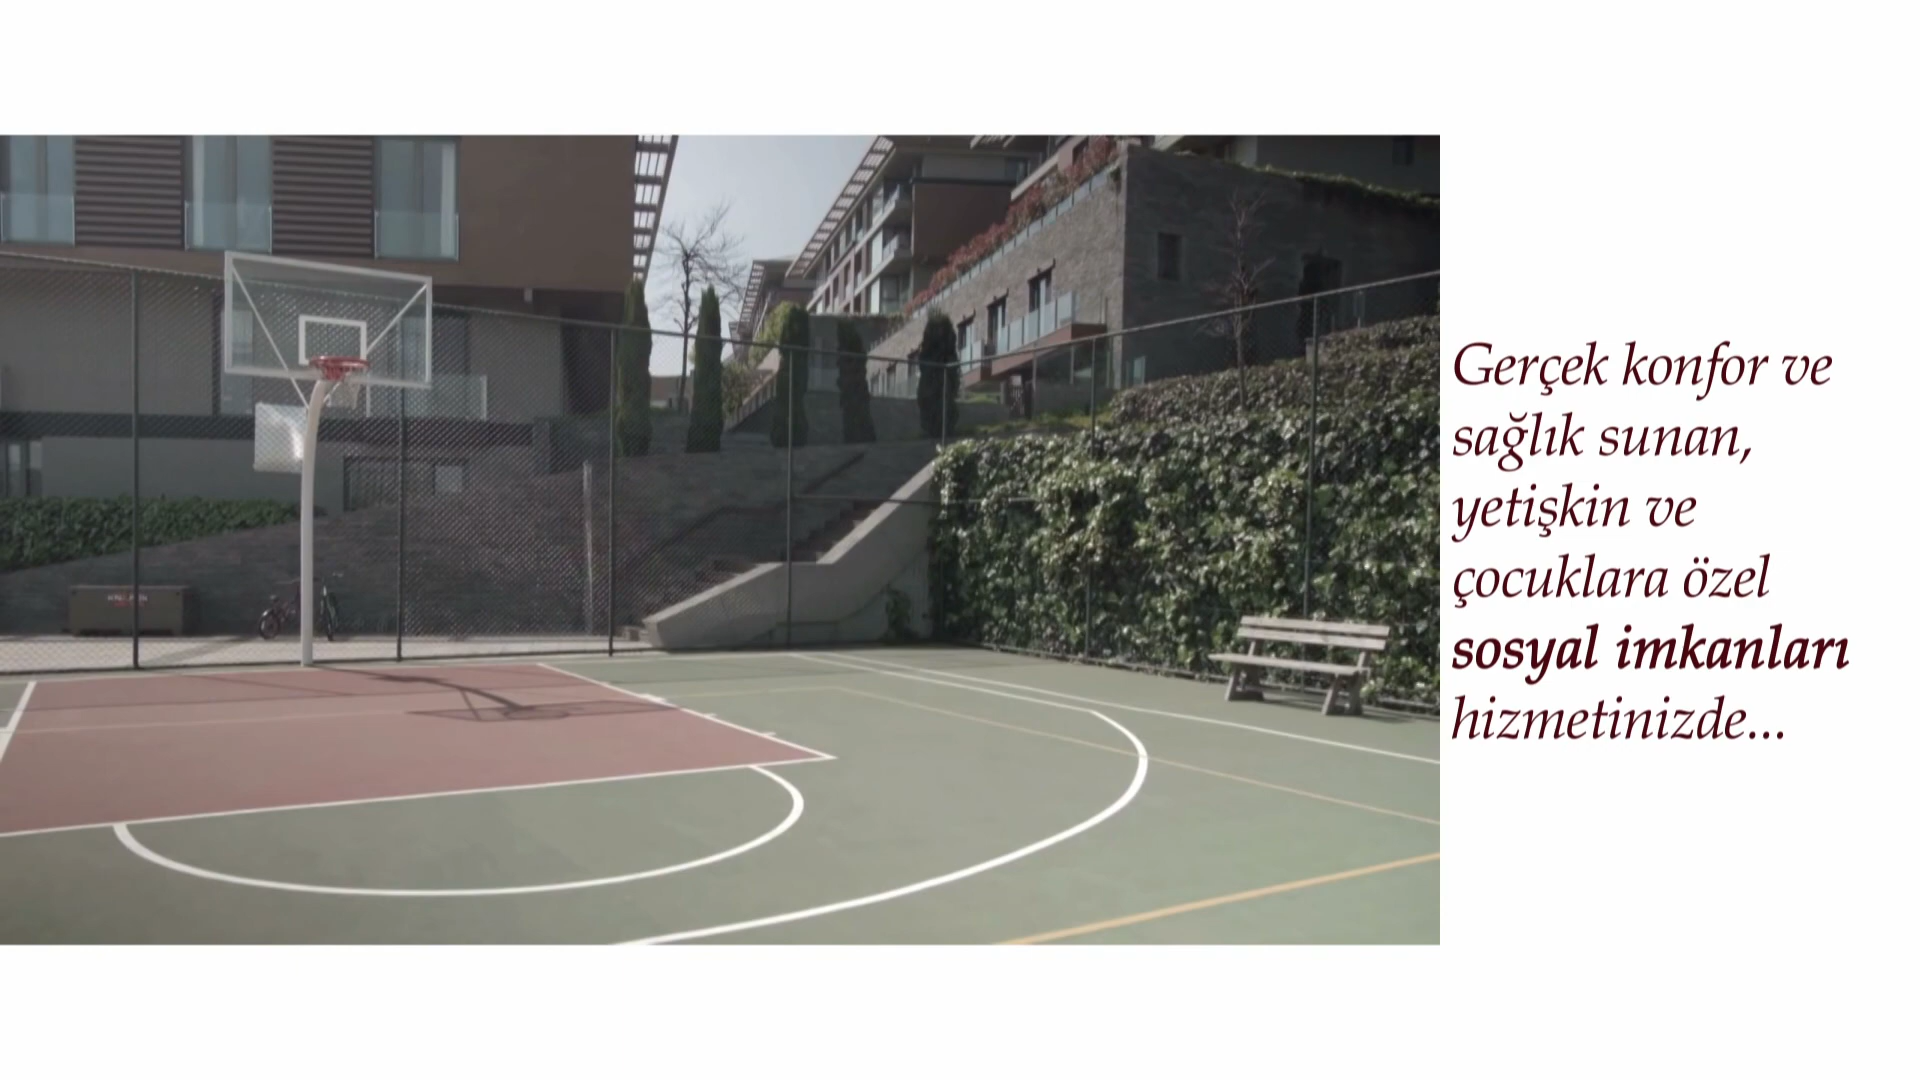 Gerçek konfor ve
sağlık sunan,
yetişkin ve
çocuklara özel
sosyal imkanları
hizmetinizde...